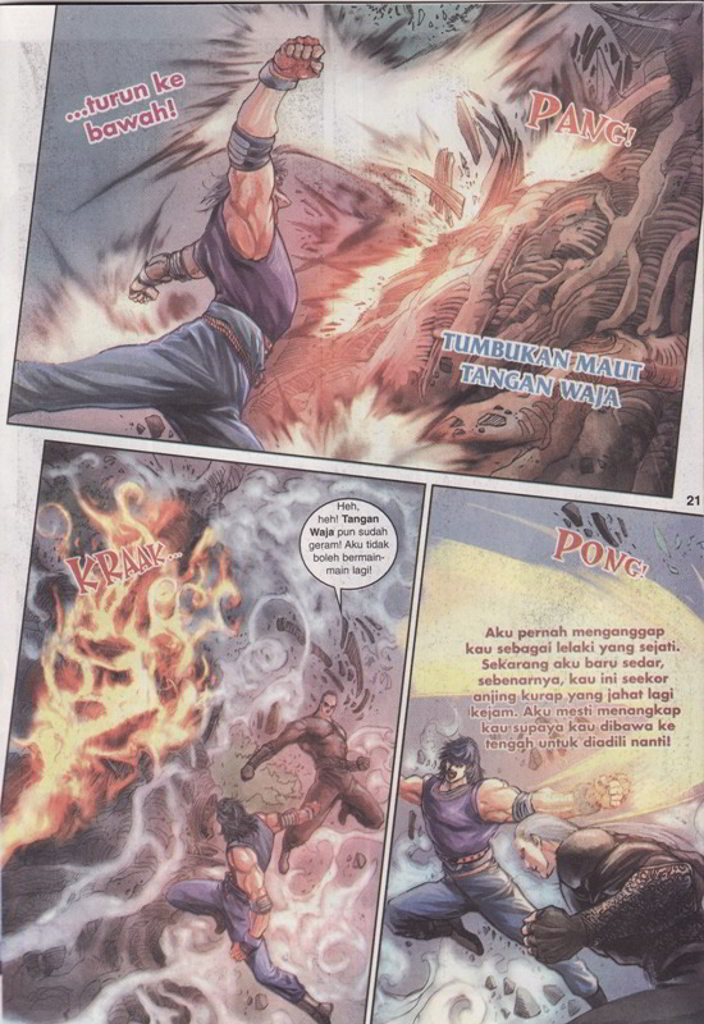 ...turun ke
bawah!
PANG!
TUMBUKAN MAUT
TANGAN WAJA
21
KRAAK...
Heh,
heh! Tangan
Waja pun sudah
geram! Aku tidak
boleh bermain-
main lagi!
PONG!
Aku pernah menganggap
kau sebagai lelaki yang sejati.
Sekarang aku baru sedar,
sebenarnya, kau ini seekor
anjing kurap yang jahat lagi
kejam. Aku mesti menangkap
kau supaya kau dibawa ke
tengah untuk diadili nanti!